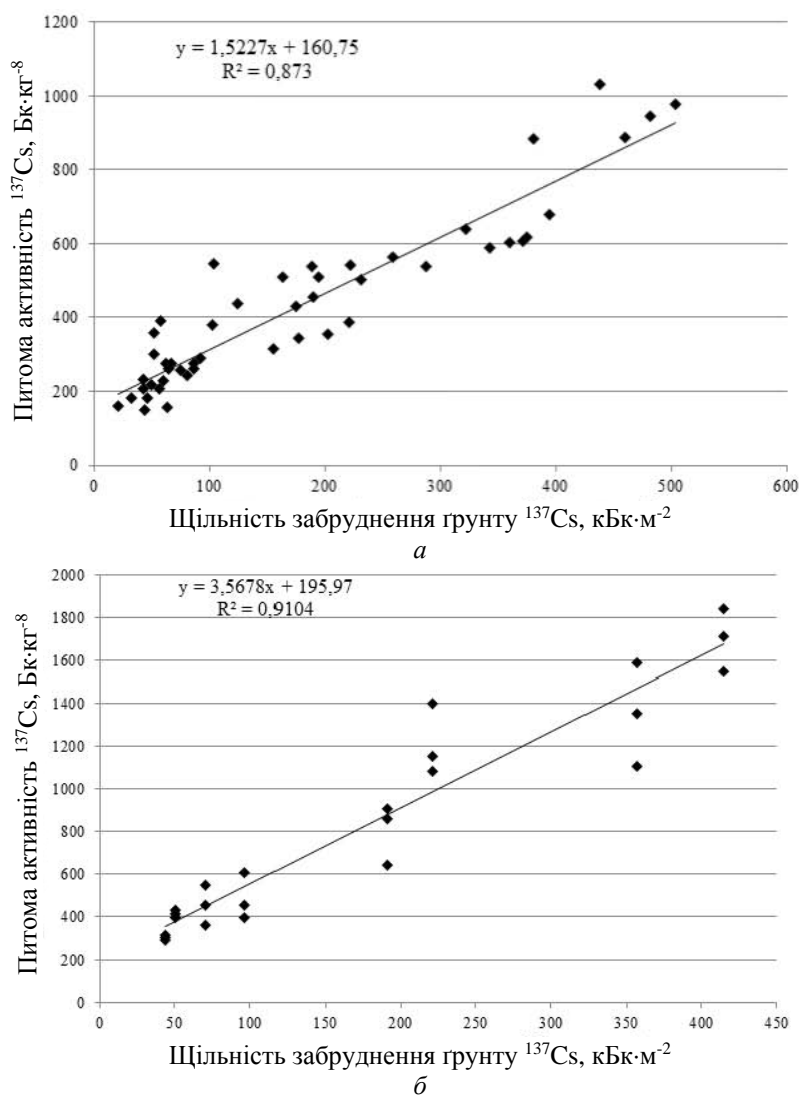 y = 1,5227x + 160,75
R² = 0,873
Питома активність ¹³⁷Cs, Бк·кг⁻⁸
1200
1000
800
600
400
200
0
0 100 200 300 400 500 600
Щільність забруднення ґрунту ¹³⁷Cs, кБк·м⁻²
а
y = 3,5678x + 195,97
R² = 0,9104
Питома активність ¹³⁷Cs, Бк·кг⁻⁸
2000
1800
1600
1400
1200
1000
800
600
400
200
0
0 50 100 150 200 250 300 350 400 450
Щільність забруднення ґрунту ¹³⁷Cs, кБк·м⁻²
б